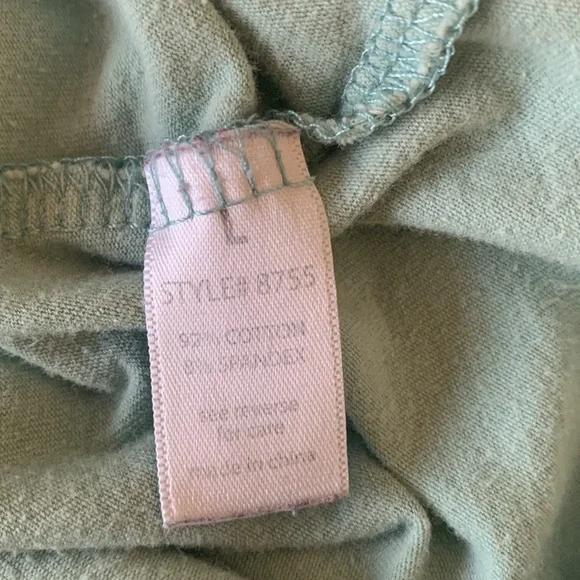 L
STYLE# 8755
92% COTTON
8% SPANDEX
see reverse
for care
made in china